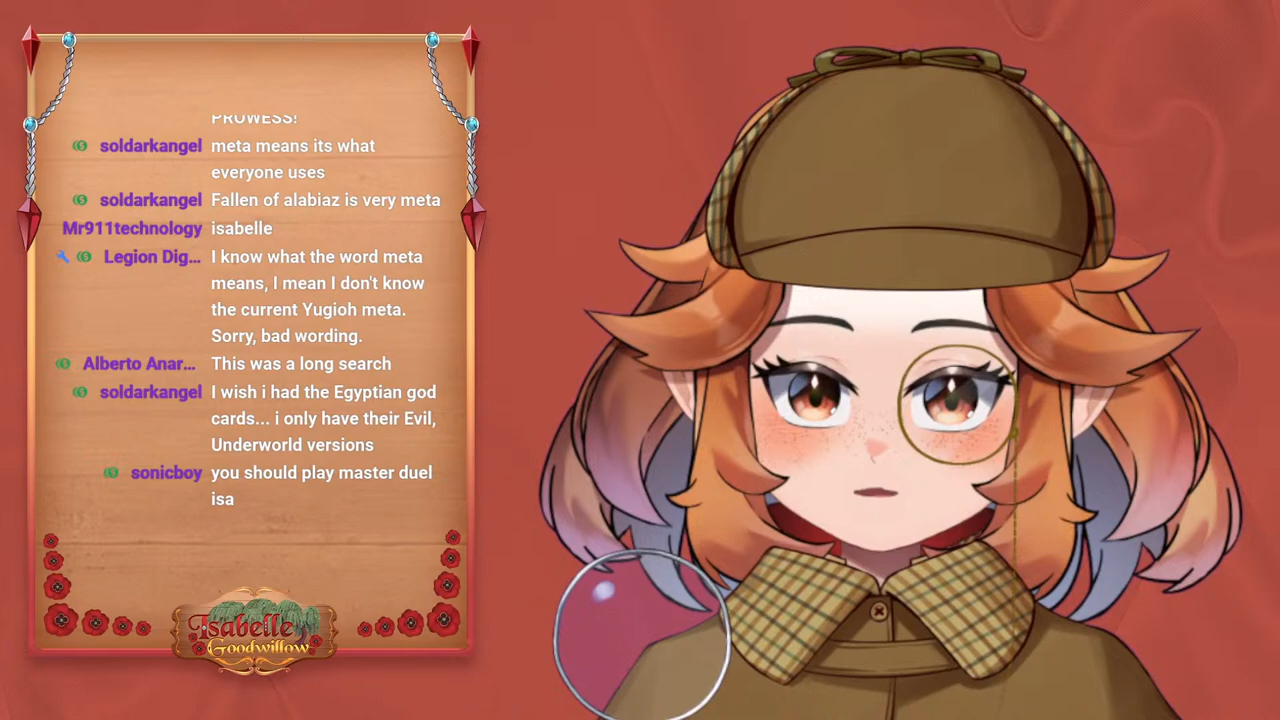 PROWESS!
soldarkangel meta means its what
everyone uses
soldarkangel Fallen of alabiaz is very meta
Mr911technology isabelle
Legion Dig... I know what the word meta
means, I mean I don't know
the current Yugioh meta.
Sorry, bad wording.
Alberto Anar... This was a long search
soldarkangel I wish i had the Egyptian god
cards... i only have their Evil,
Underworld versions
sonicboy you should play master duel
isa
Isabelle
Goodwillow